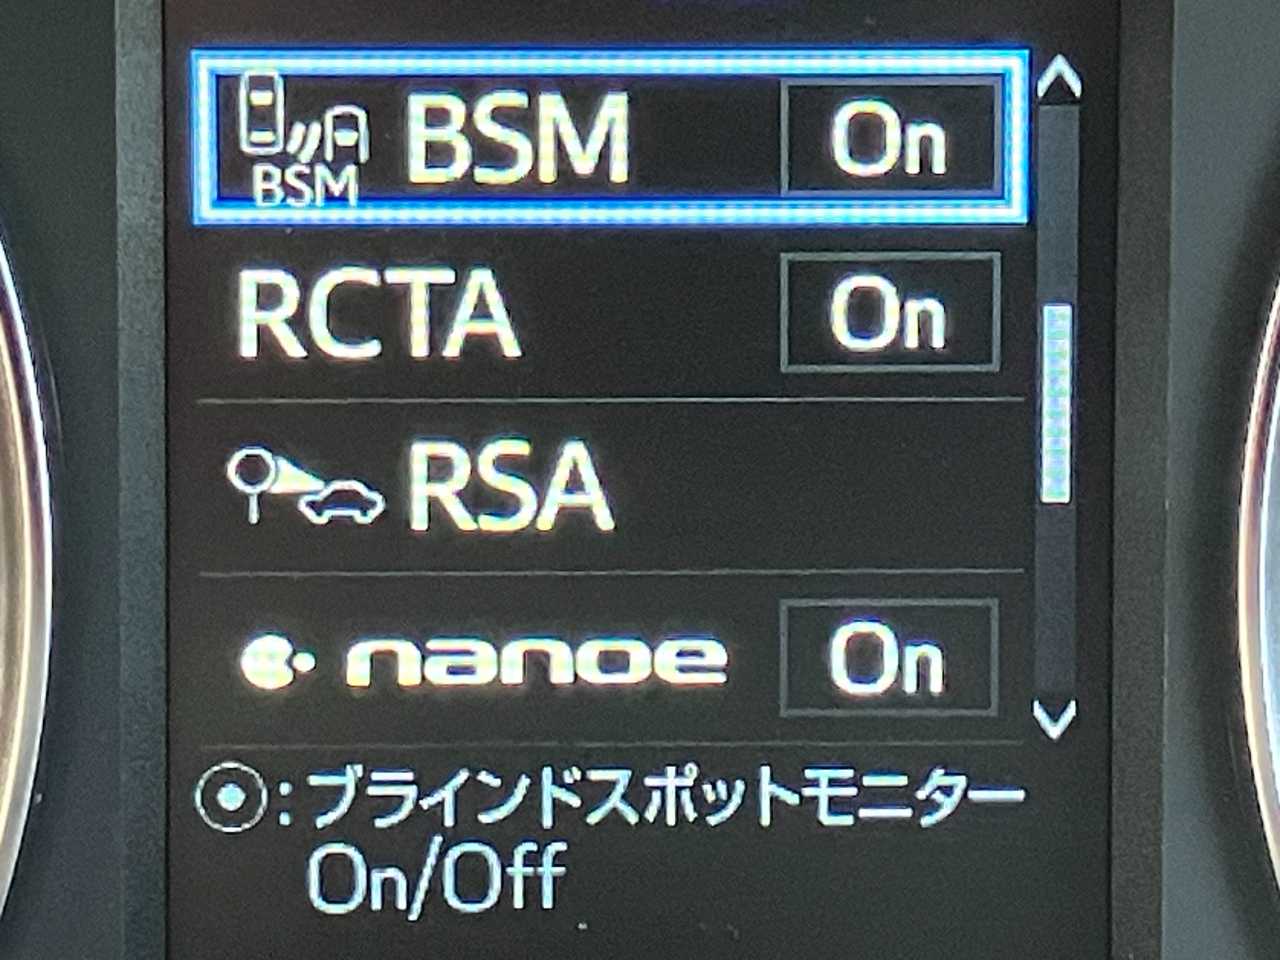 BSM BSM On
RCTA On
RSA
nanoe On
: ブラインドスポットモニター
On/Off